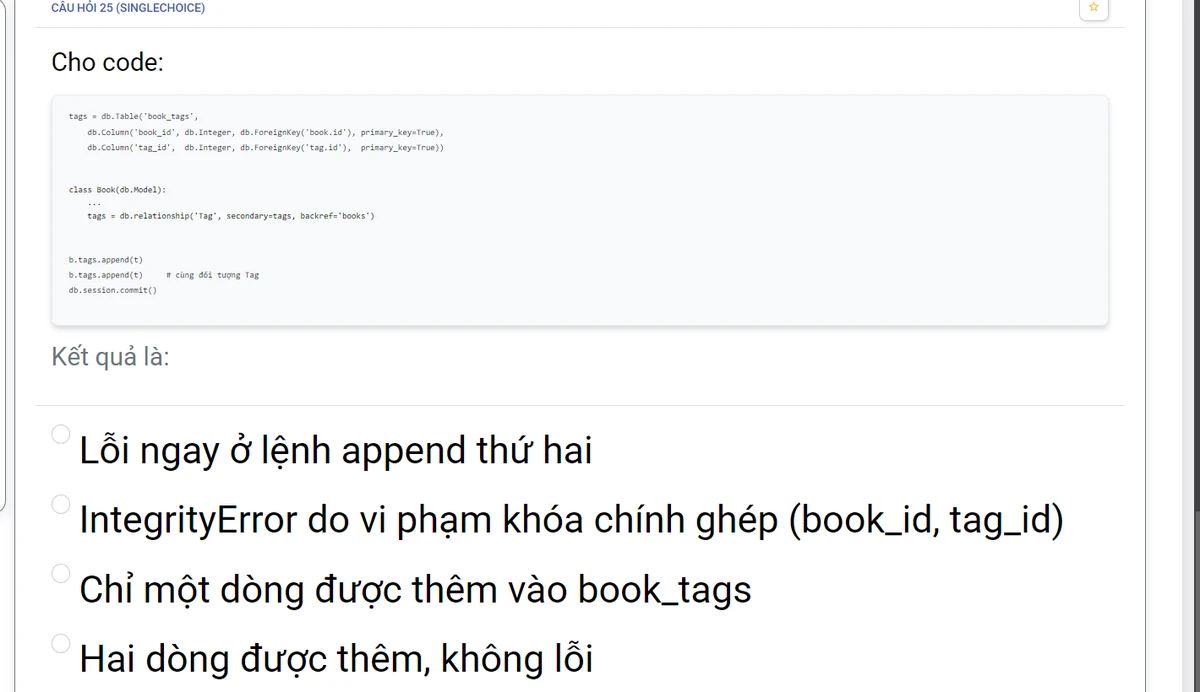 CÂU HỎI 25 (SINGLECHOICE)
Cho code:
tags = db.Table('book_tags',
db.Column('book_id', db.Integer, db.ForeignKey('book.id'), primary_key=True),
db.Column('tag_id', db.Integer, db.ForeignKey('tag.id'), primary_key=True))
class Book(db.Model):
...
tags = db.relationship('Tag', secondary=tags, backref='books')
b.tags.append(t)
b.tags.append(t) # cùng đối tượng Tag
db.session.commit()
Kết quả là:
Lỗi ngay ở lệnh append thứ hai
IntegrityError do vi phạm khóa chính ghép (book_id, tag_id)
Chỉ một dòng được thêm vào book_tags
Hai dòng được thêm, không lỗi